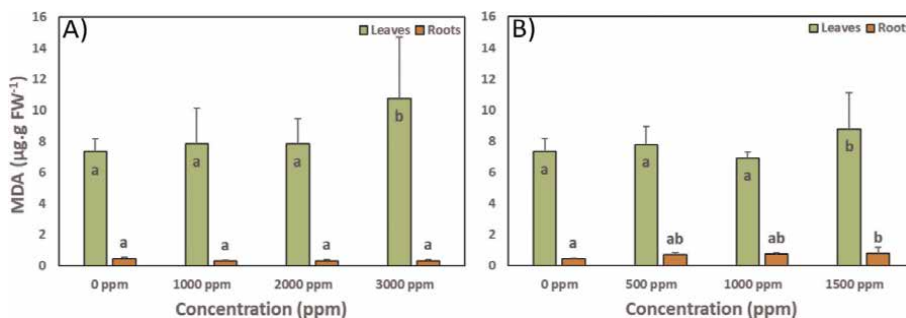 A)
Leaves Roots
MDA (µg.g FW-1)
16
14
12
10
8
6
4
2
0
a a a b
a a a a
0 ppm 1000 ppm 2000 ppm 3000 ppm
Concentration (ppm)
B)
Leaves Roots
16
14
12
10
8
6
4
2
0
a a a b
a ab ab b
0 ppm 500 ppm 1000 ppm 1500 ppm
Concentration (ppm)